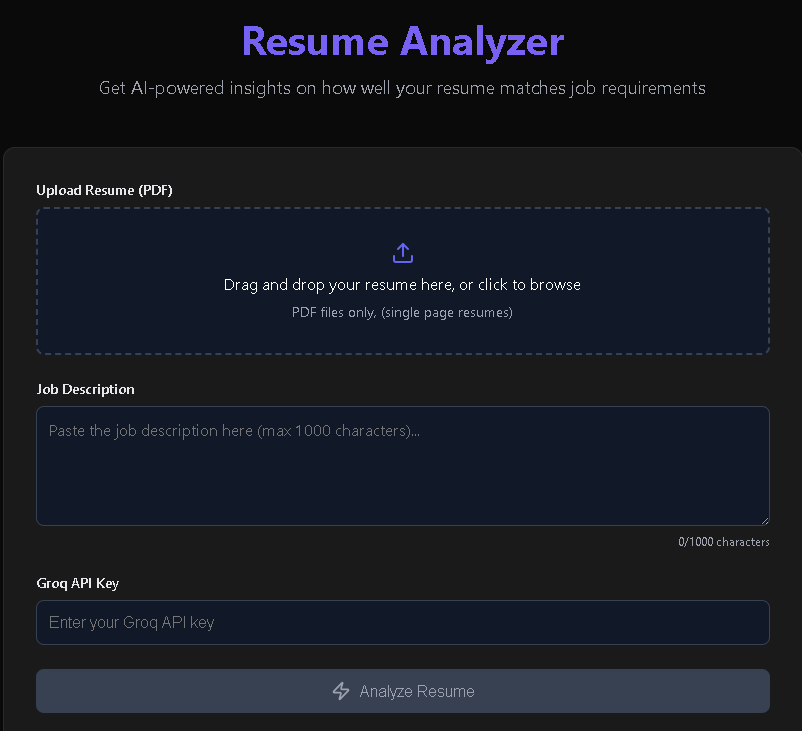 Resume Analyzer
Get AI-powered insights on how well your resume matches job requirements
Upload Resume (PDF)
Drag and drop your resume here, or click to browse
PDF files only, (single page resumes)
Job Description
Paste the job description here (max 1000 characters)...
0/1000 characters
Groq API Key
Enter your Groq API key
Analyze Resume